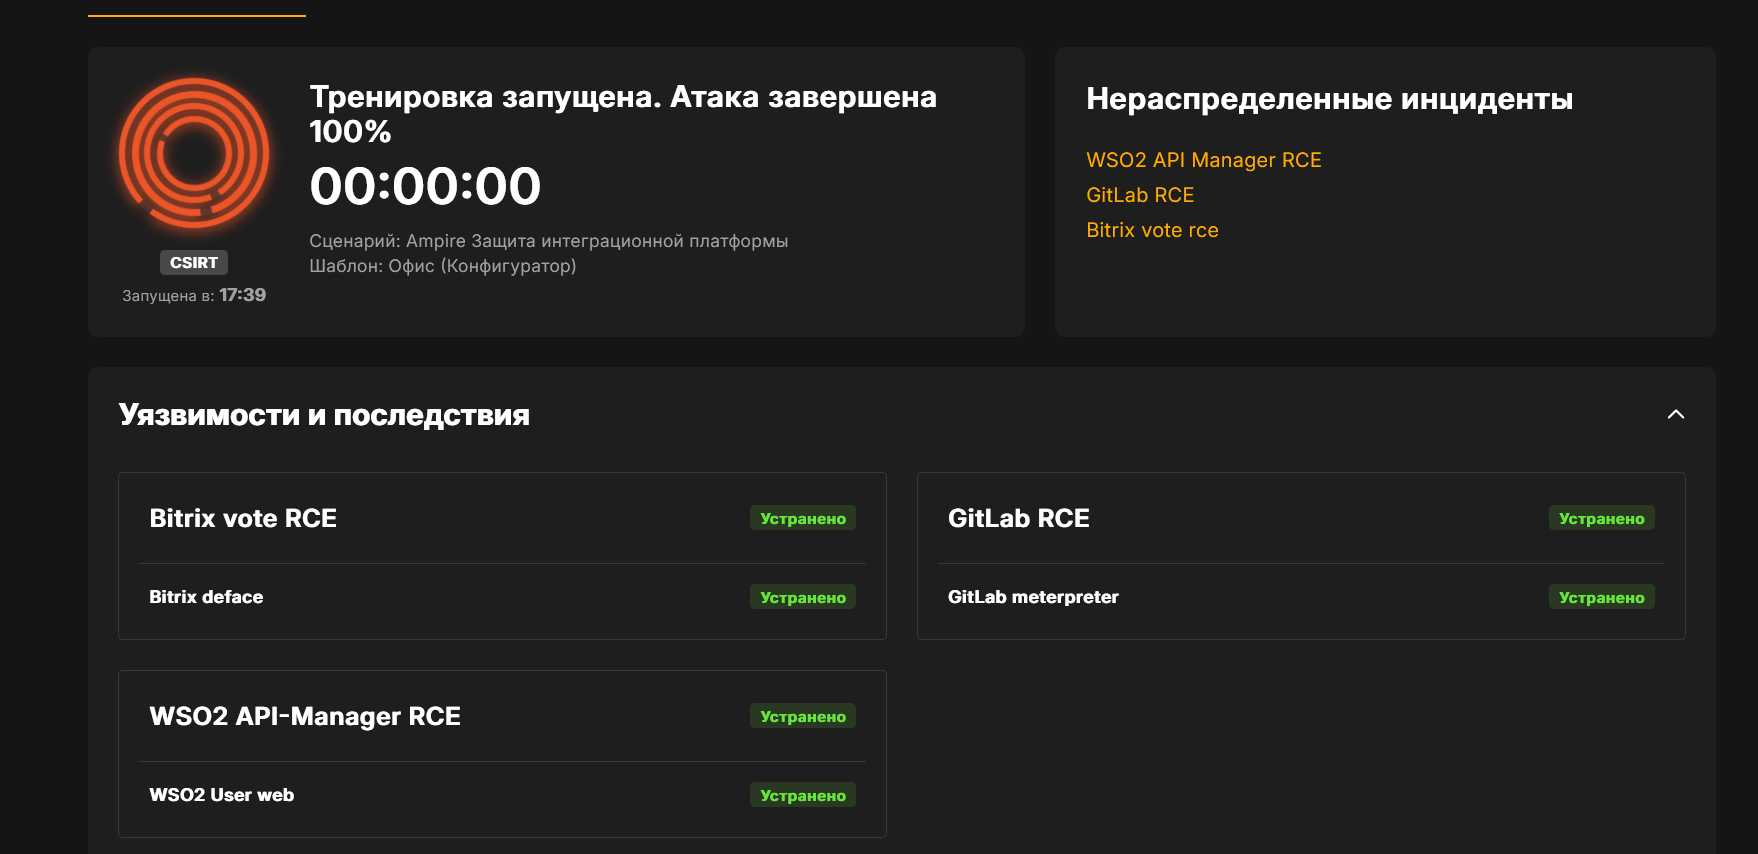 Тренировка запущена. Атака завершена
100%
00:00:00
Сценарий: Ampire Защита интеграционной платформы
Шаблон: Офис (Конфигуратор)
CSIRT
Запущена в: 17:39
Нераспределенные инциденты
WSO2 API Manager RCE
GitLab RCE
Bitrix vote rce
Уязвимости и последствия
Bitrix vote RCE
Устранено
Bitrix deface
Устранено
GitLab RCE
Устранено
GitLab meterpreter
Устранено
WSO2 API-Manager RCE
Устранено
WSO2 User web
Устранено